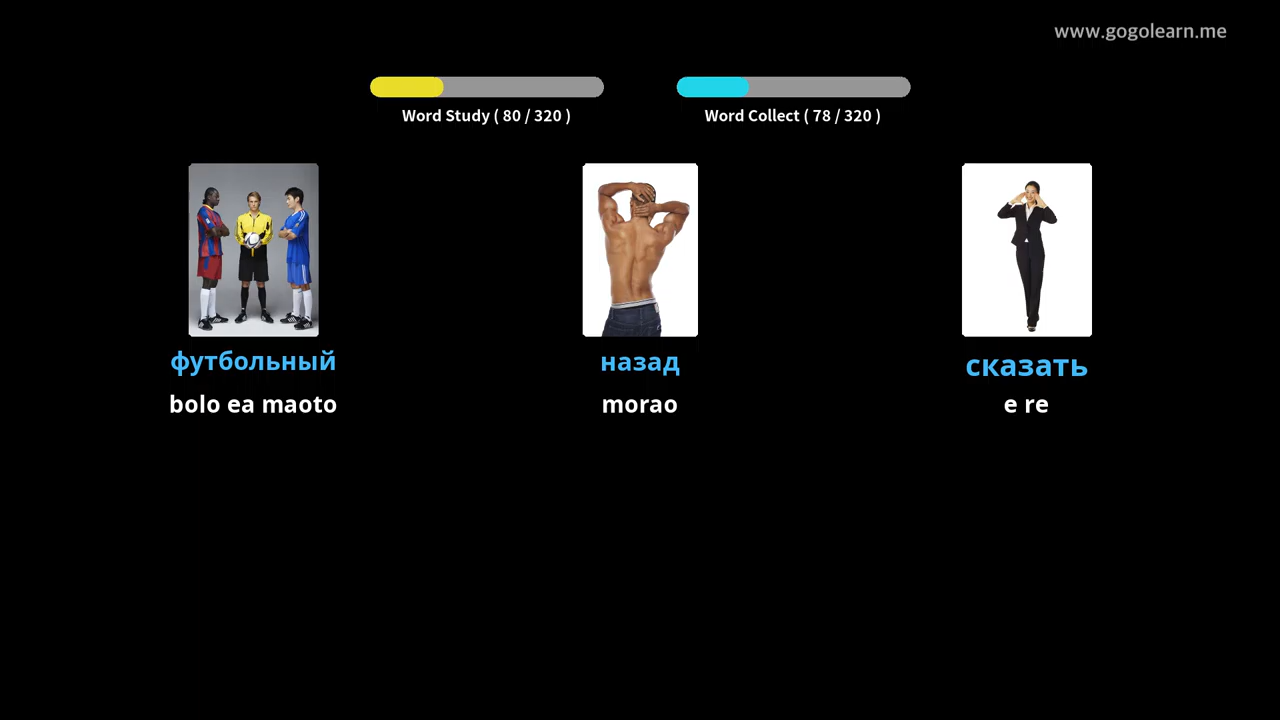 www.gogolearn.me
Word Study ( 80 / 320 )
Word Collect ( 78 / 320 )
футбольный
назад
сказать
bolo ea maoto
morao
e re